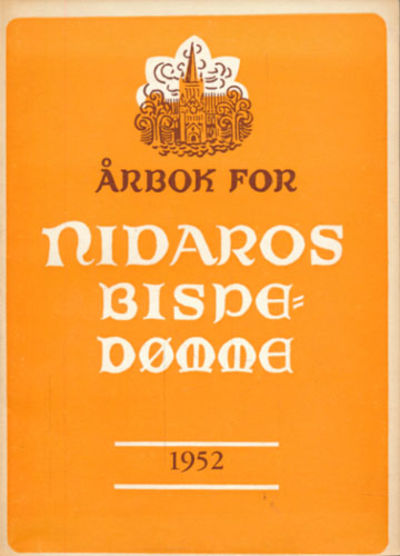 ÅRBOK FOR
NIDAROS
BISPE=
DØMME
1952